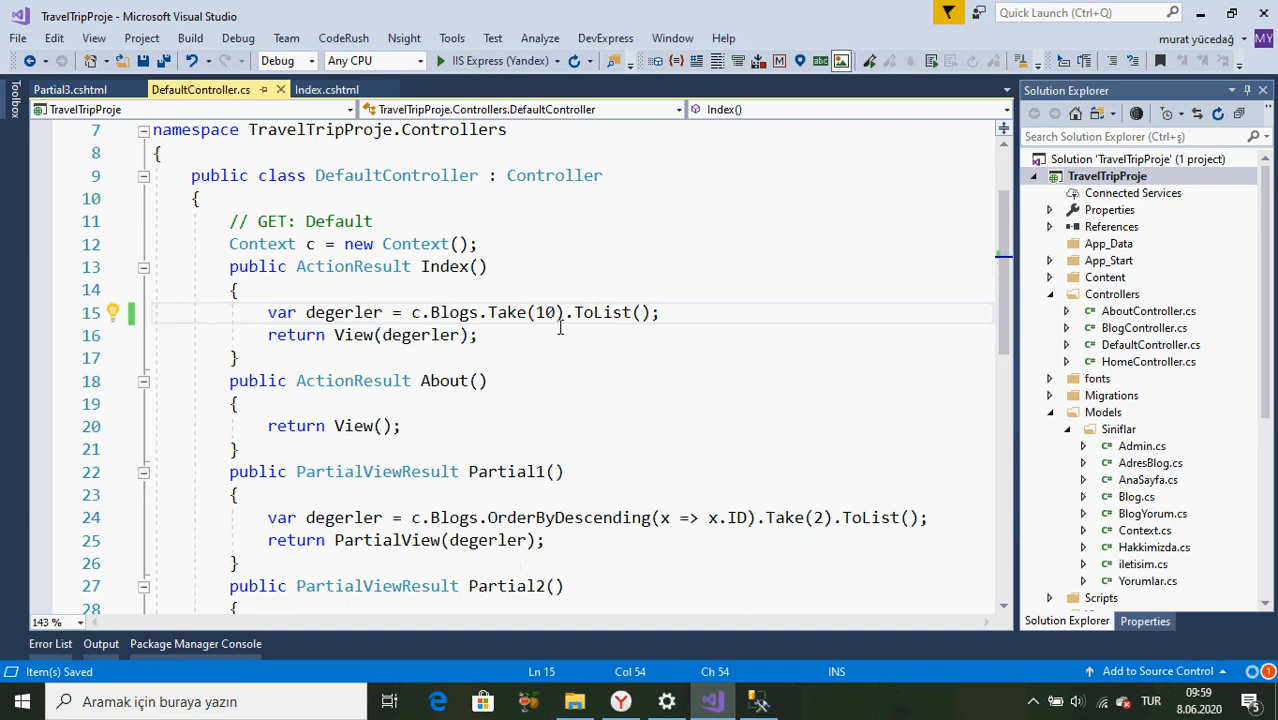 TravelTripProje - Microsoft Visual Studio
Quick Launch (Ctrl+Q)
File Edit View Project Build Debug Team CodeRush Nsight Tools Test Analyze DevExpress Window Help
murat yücedağ MY
Debug Any CPU IIS Express (Yandex)
Toolbox
Partial3.cshtml DefaultController.cs Index.cshtml
TravelTripProje TravelTripProje.Controllers.DefaultController Index()
7 namespace TravelTripProje.Controllers
8 {
9 public class DefaultController : Controller
10 {
11 // GET: Default
12 Context c = new Context();
13 public ActionResult Index()
14 {
15 var degerler = c.Blogs.Take(10).ToList();
16 return View(degerler);
17 }
18 public ActionResult About()
19 {
20 return View();
21 }
22 public PartialViewResult Partial1()
23 {
24 var degerler = c.Blogs.OrderByDescending(x => x.ID).Take(2).ToList();
25 return PartialView(degerler);
26 }
27 public PartialViewResult Partial2()
28 {
143 %
Solution Explorer
Search Solution Explorer (Ctrl+ş)
Solution 'TravelTripProje' (1 project)
TravelTripProje
Connected Services
Properties
References
App_Data
App_Start
Content
Controllers
AboutController.cs
BlogController.cs
DefaultController.cs
HomeController.cs
fonts
Migrations
Models
Siniflar
Admin.cs
AdresBlog.cs
AnaSayfa.cs
Blog.cs
BlogYorum.cs
Context.cs
Hakkimizda.cs
iletisim.cs
Yorumlar.cs
Scripts
Solution Explorer Properties
Error List Output Package Manager Console
Item(s) Saved Ln 15 Col 54 Ch 54 INS Add to Source Control 1
Aramak için buraya yazın
TUR
09:59
8.06.2020
5